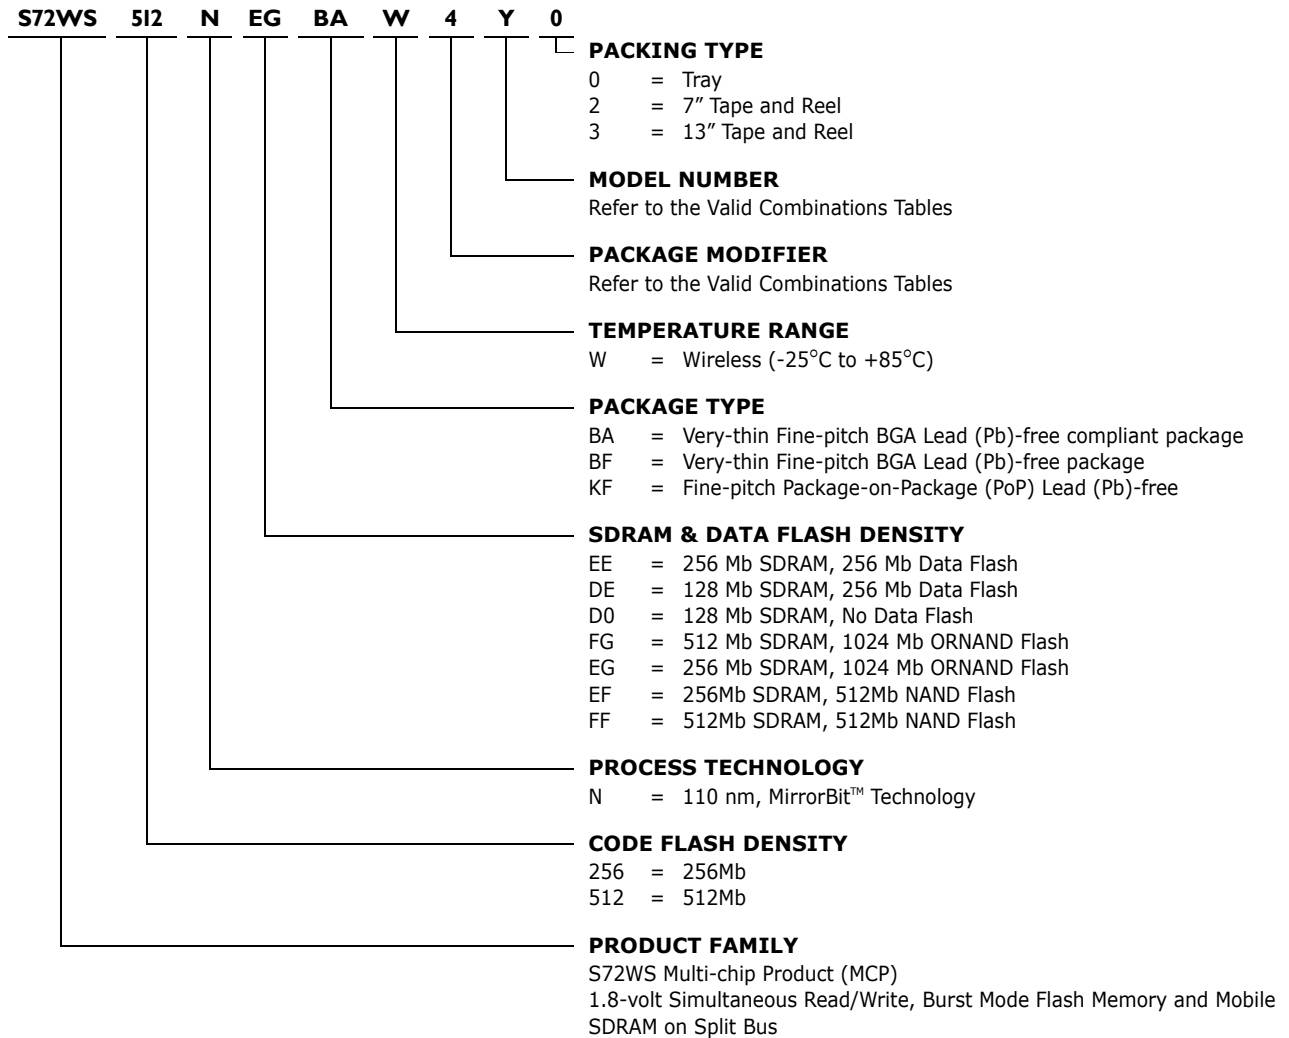 S72WS 512 N EG BA W 4 Y 0
PACKING TYPE
0 = Tray
2 = 7″ Tape and Reel
3 = 13″ Tape and Reel
MODEL NUMBER
Refer to the Valid Combinations Tables
PACKAGE MODIFIER
Refer to the Valid Combinations Tables
TEMPERATURE RANGE
W = Wireless (-25°C to +85°C)
PACKAGE TYPE
BA = Very-thin Fine-pitch BGA Lead (Pb)-free compliant package
BF = Very-thin Fine-pitch BGA Lead (Pb)-free package
KF = Fine-pitch Package-on-Package (PoP) Lead (Pb)-free
SDRAM & DATA FLASH DENSITY
EE = 256 Mb SDRAM, 256 Mb Data Flash
DE = 128 Mb SDRAM, 256 Mb Data Flash
D0 = 128 Mb SDRAM, No Data Flash
FG = 512 Mb SDRAM, 1024 Mb ORNAND Flash
EG = 256 Mb SDRAM, 1024 Mb ORNAND Flash
EF = 256Mb SDRAM, 512Mb NAND Flash
FF = 512Mb SDRAM, 512Mb NAND Flash
PROCESS TECHNOLOGY
N = 110 nm, MirrorBit™ Technology
CODE FLASH DENSITY
256 = 256Mb
512 = 512Mb
PRODUCT FAMILY
S72WS Multi-chip Product (MCP)
1.8-volt Simultaneous Read/Write, Burst Mode Flash Memory and Mobile
SDRAM on Split Bus